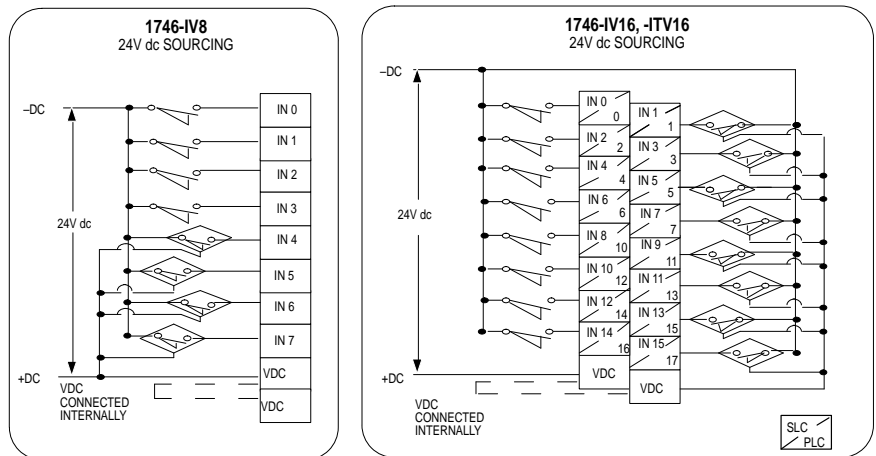 1746-IV8
24V dc SOURCING
–DC
24V dc
+DC
IN 0
IN 1
IN 2
IN 3
IN 4
IN 5
IN 6
IN 7
VDC
VDC
VDC
CONNECTED
INTERNALLY
1746-IV16, -ITV16
24V dc SOURCING
–DC
24V dc
+DC
IN 0
0
IN 2
2
IN 4
4
IN 6
6
IN 8
10
IN 10
12
IN 12
14
IN 14
16
VDC
IN 1
1
IN 3
3
IN 5
5
IN 7
7
IN 9
11
IN 11
13
IN 13
15
IN 15
17
VDC
VDC
CONNECTED
INTERNALLY
SLC
PLC